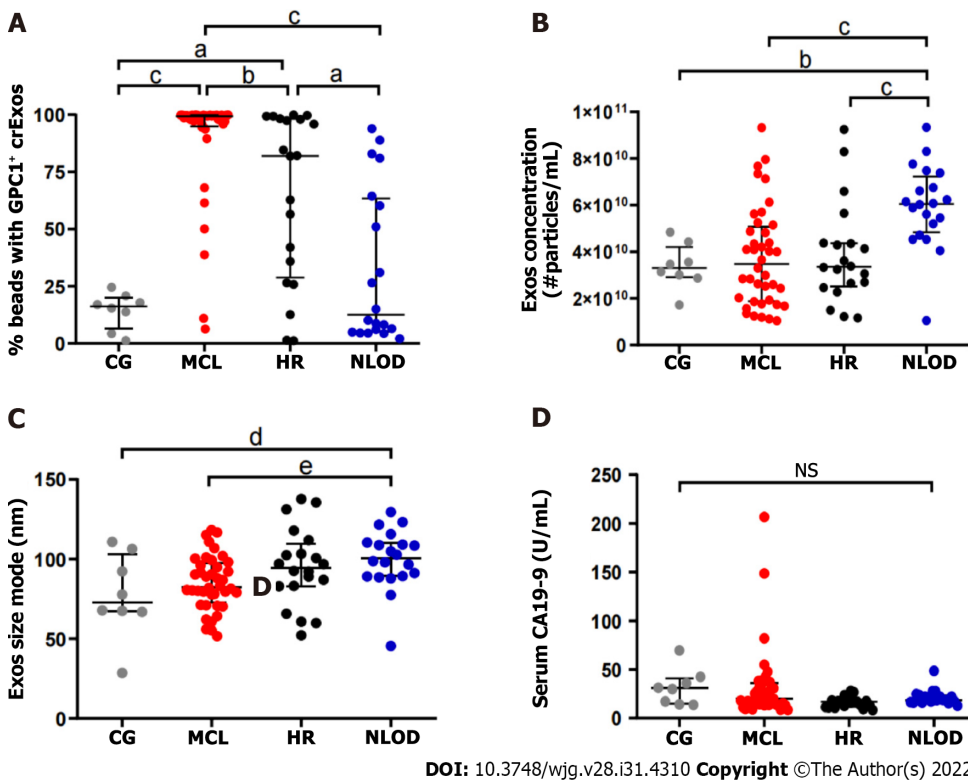 A
c
a
c b a
% beads with GPC1⁺ crExos
100
75
50
25
0
CG MCL HR NLOD
B
c
b
c
Exos concentration
(#particles/mL)
1×10¹¹
8×10¹⁰
6×10¹⁰
4×10¹⁰
2×10¹⁰
0
CG MCL HR NLOD
C
d
e
Exos size mode (nm)
150
100
50
0
D
CG MCL HR NLOD
D
NS
Serum CA19-9 (U/mL)
250
200
150
100
50
0
CG MCL HR NLOD
DOI: 10.3748/wjg.v28.i31.4310 Copyright ©The Author(s) 2022